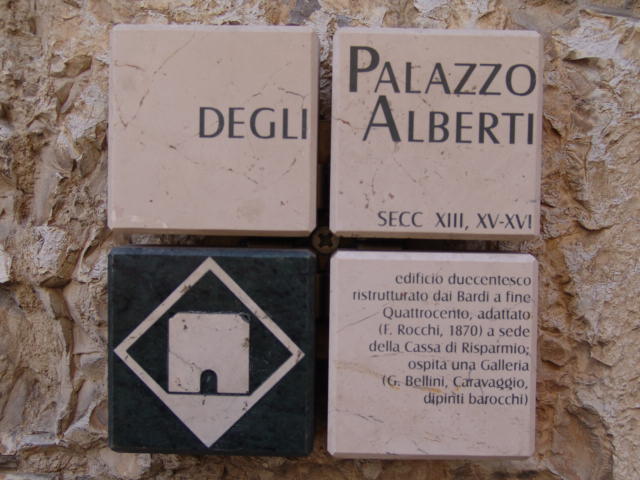 PALAZZO
DEGLI ALBERTI
SECC XIII, XV-XVI
edificio duecentesco
ristrutturato dai Bardi a fine
Quattrocento, adattato
(F. Rocchi, 1870) a sede
della Cassa di Risparmio;
ospita una Galleria
(G. Bellini, Caravaggio,
dipinti barocchi)